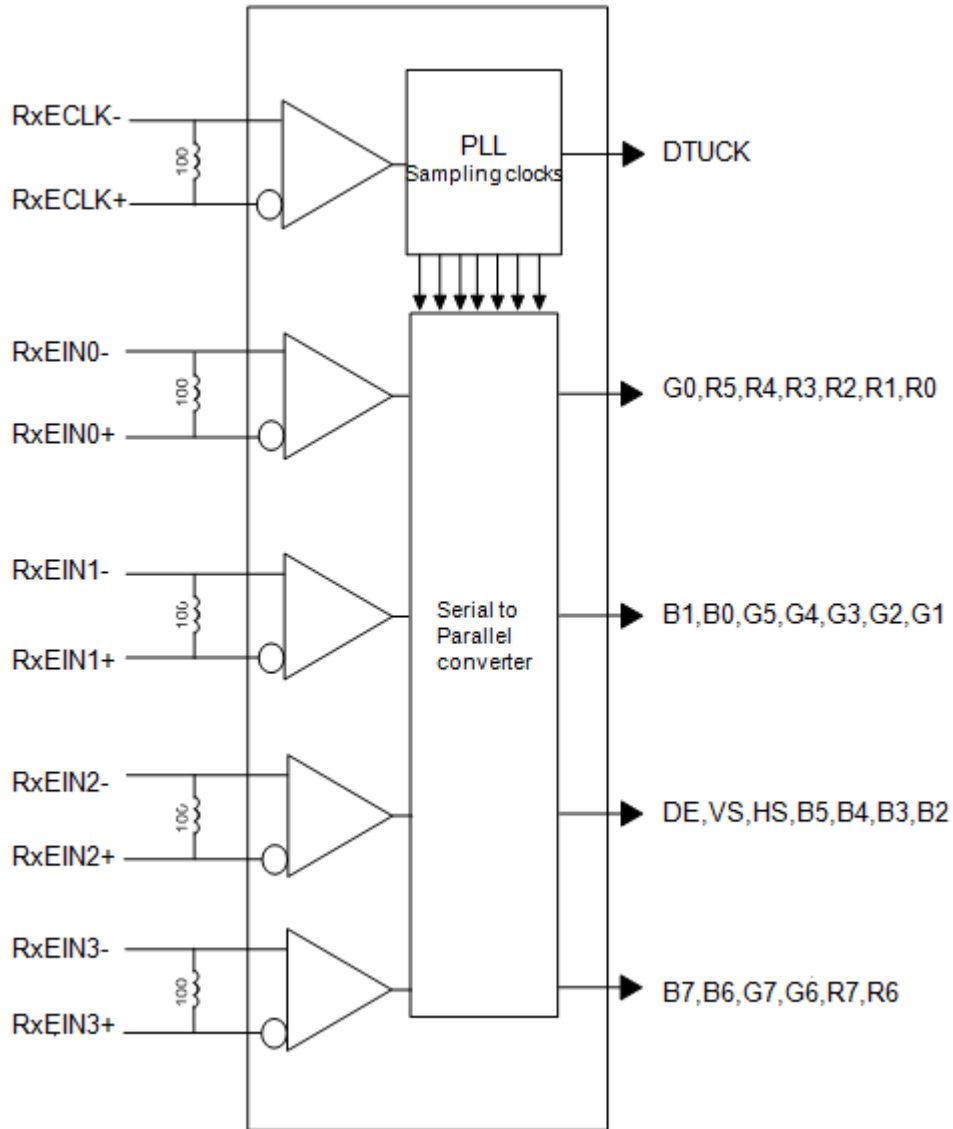 RxECLK-
100
RxECLK+
PLL
Sampling clocks
DTUCK
RxEIN0-
100
RxEIN0+
G0,R5,R4,R3,R2,R1,R0
RxEIN1-
100
RxEIN1+
Serial to
Parallel
converter
B1,B0,G5,G4,G3,G2,G1
RxEIN2-
100
RxEIN2+
DE,VS,HS,B5,B4,B3,B2
RxEIN3-
100
RxEIN3+
B7,B6,G7,G6,R7,R6